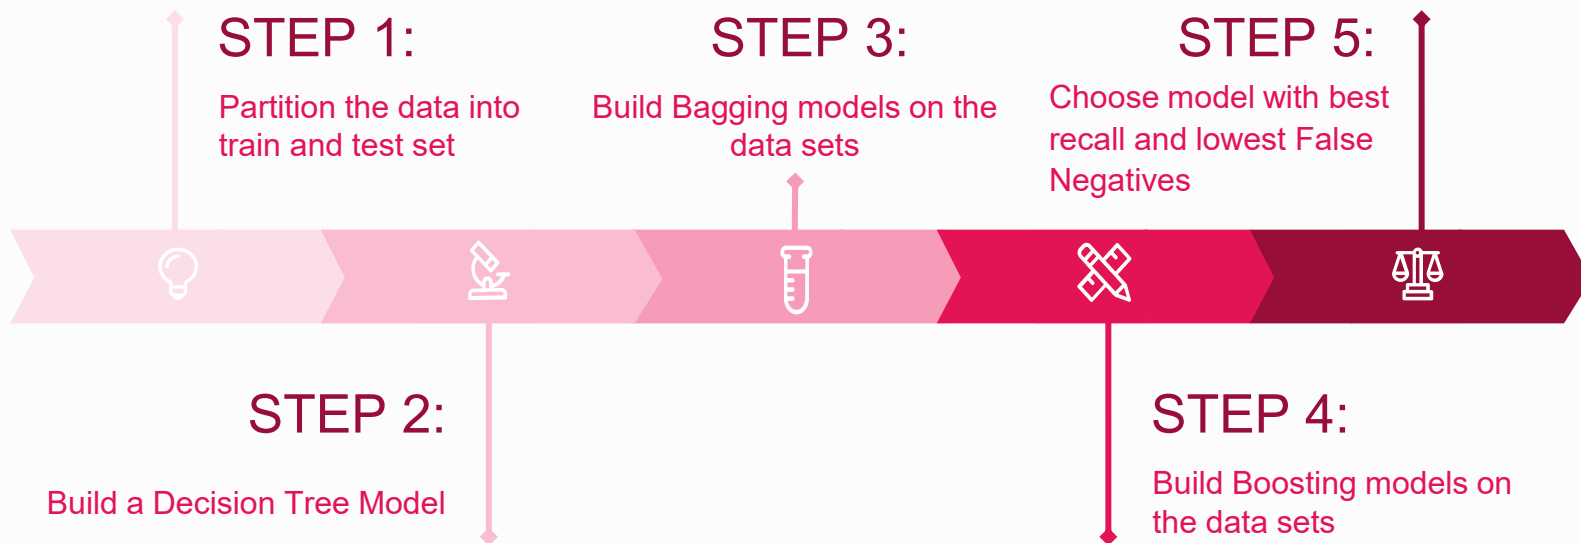 STEP 1:
Partition the data into
train and test set
STEP 2:
Build a Decision Tree Model
STEP 3:
Build Bagging models on the
data sets
STEP 4:
Build Boosting models on
the data sets
STEP 5:
Choose model with best
recall and lowest False
Negatives